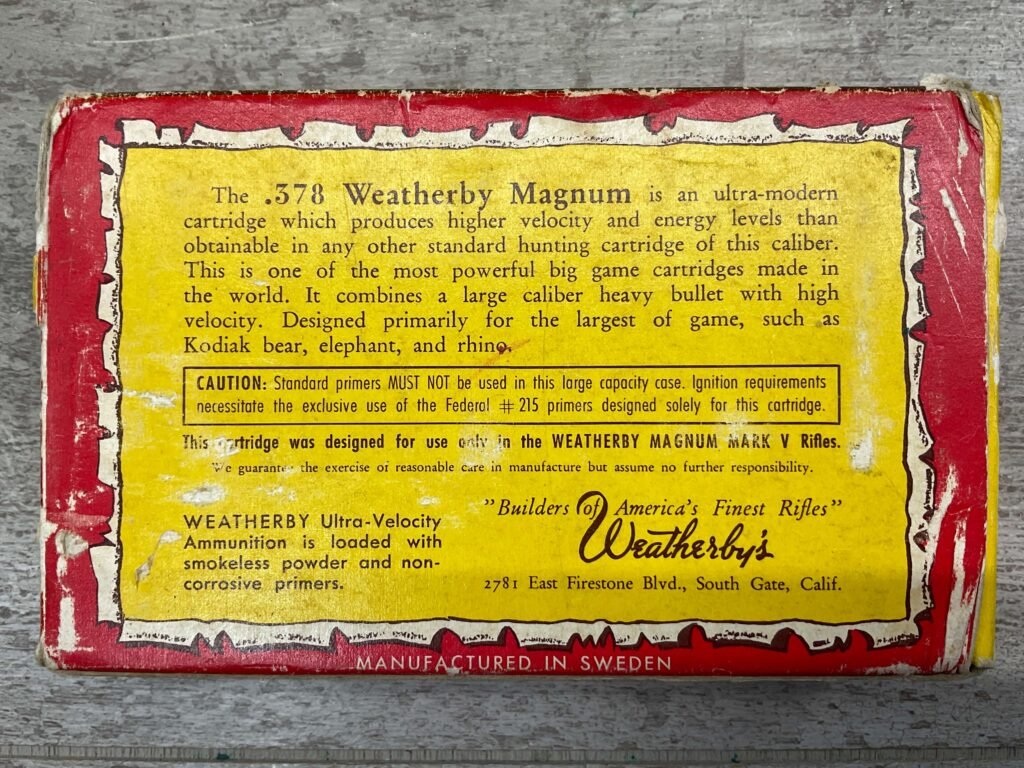 The .378 Weatherby Magnum is an ultra-modern
cartridge which produces higher velocity and energy levels than
obtainable in any other standard hunting cartridge of this caliber.
This is one of the most powerful big game cartridges made in
the world. It combines a large caliber heavy bullet with high
velocity. Designed primarily for the largest of game, such as
Kodiak bear, elephant, and rhino.
CAUTION: Standard primers MUST NOT be used in this large capacity case. Ignition requirements
necessitate the exclusive use of the Federal # 215 primers designed solely for this cartridge.
This cartridge was designed for use only in the WEATHERBY MAGNUM MARK V Rifles.
We guarantee the exercise of reasonable care in manufacture but assume no further responsibility.
WEATHERBY Ultra-Velocity
Ammunition is loaded with
smokeless powder and non-
corrosive primers.
"Builders of America's Finest Rifles"
Weatherby's
2781 East Firestone Blvd., South Gate, Calif.
MANUFACTURED IN SWEDEN